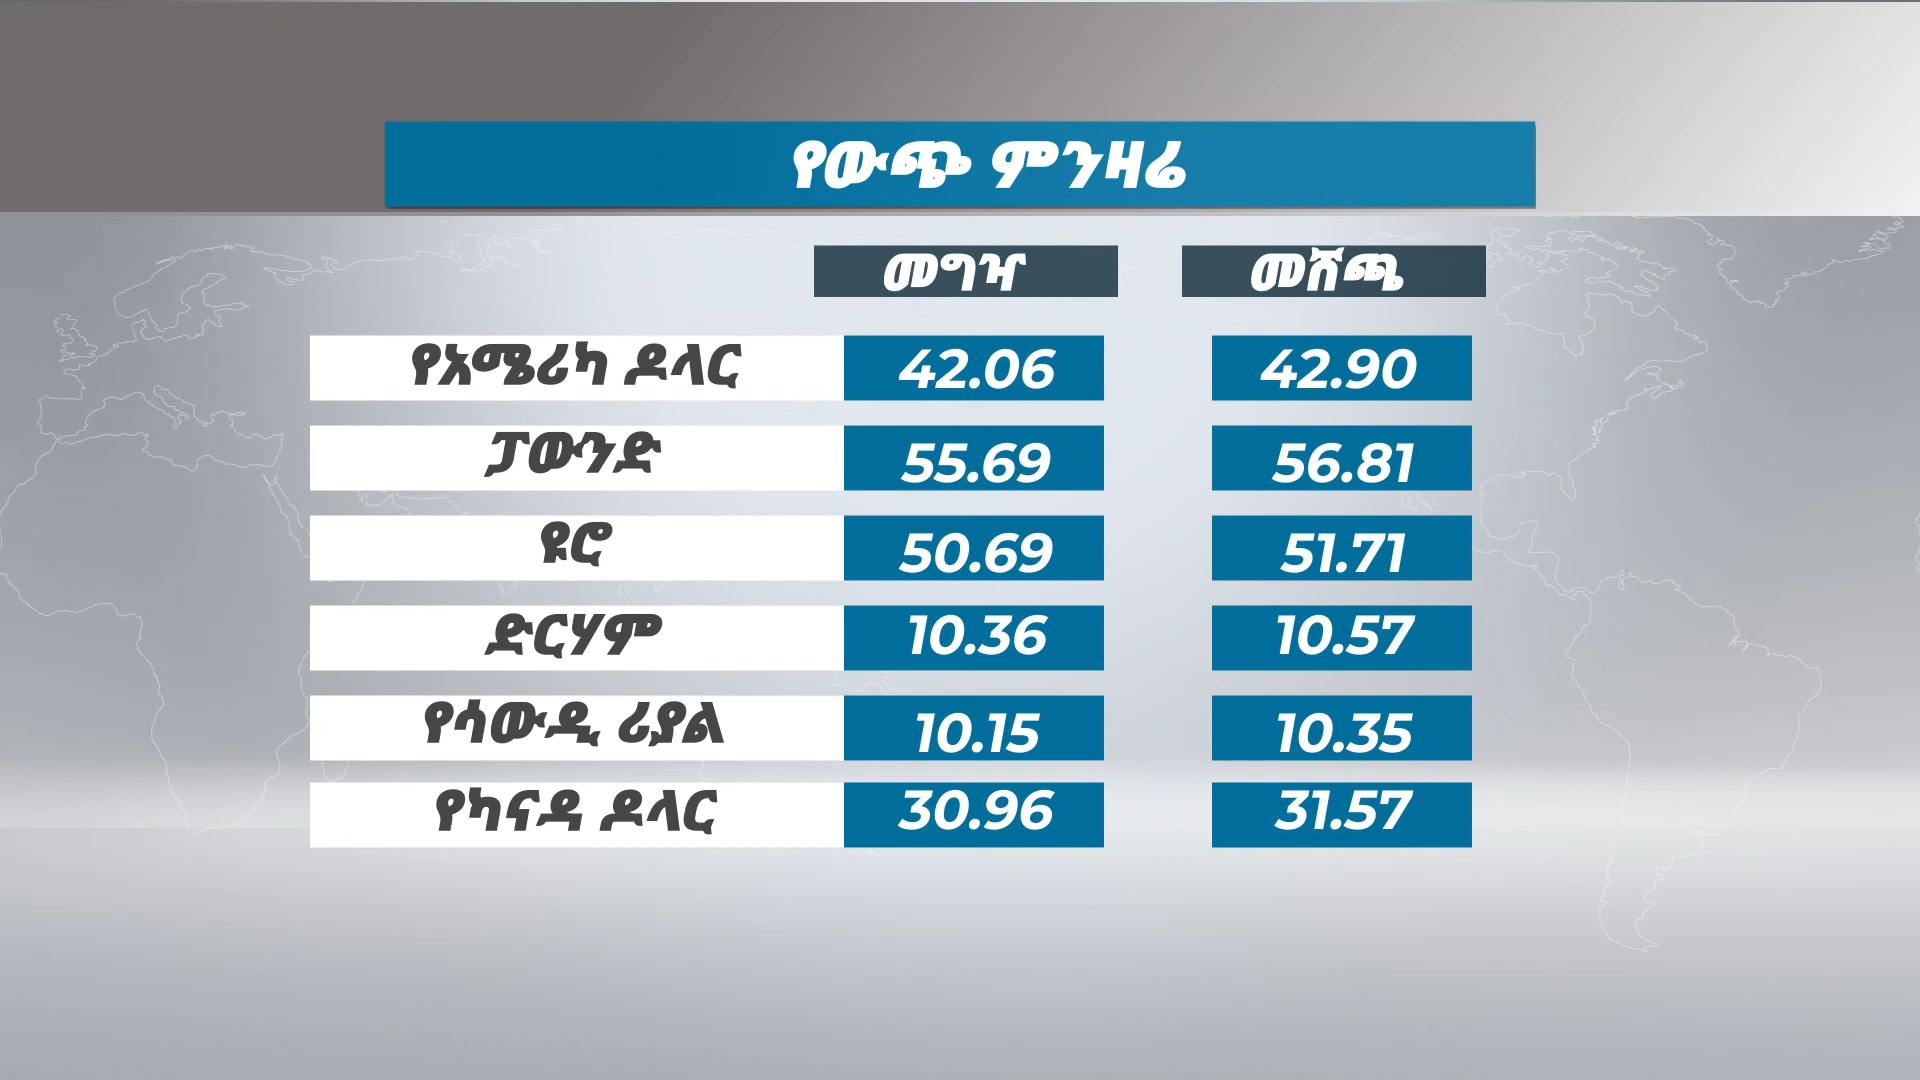 የውጭ ምንዛሬ
መግዣ መሸጫ
የአሜሪካ ዶላር 42.06 42.90
ፓውንድ 55.69 56.81
ዩሮ 50.69 51.71
ድርሃም 10.36 10.57
የሳውዲ ሪያል 10.15 10.35
የካናዳ ዶላር 30.96 31.57